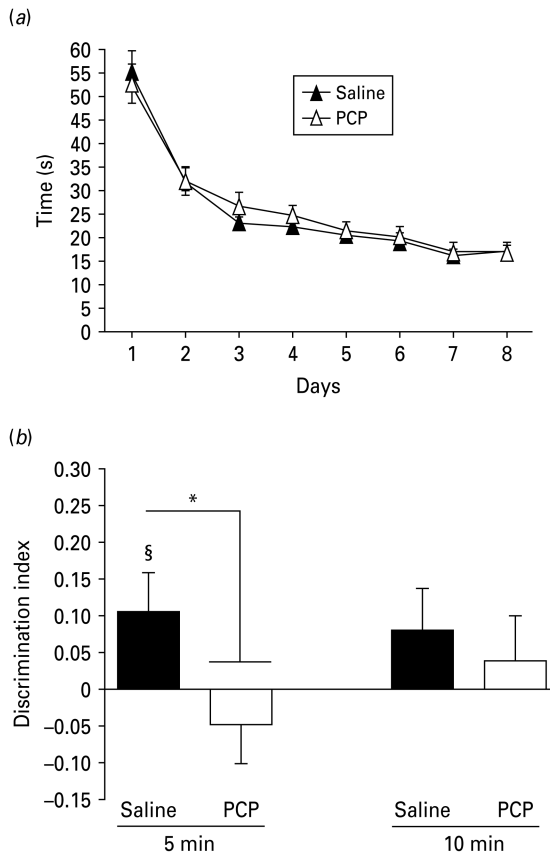 (a)
60
55
50
45
40
35
30
25
20
15
10
5
0
Time (s)
Saline
PCP
1 2 3 4 5 6 7 8
Days
(b)
0.30
0.25
0.20
0.15
0.10
0.05
0
−0.05
−0.10
−0.15
Discrimination index
*
§
Saline PCP Saline PCP
5 min 10 min